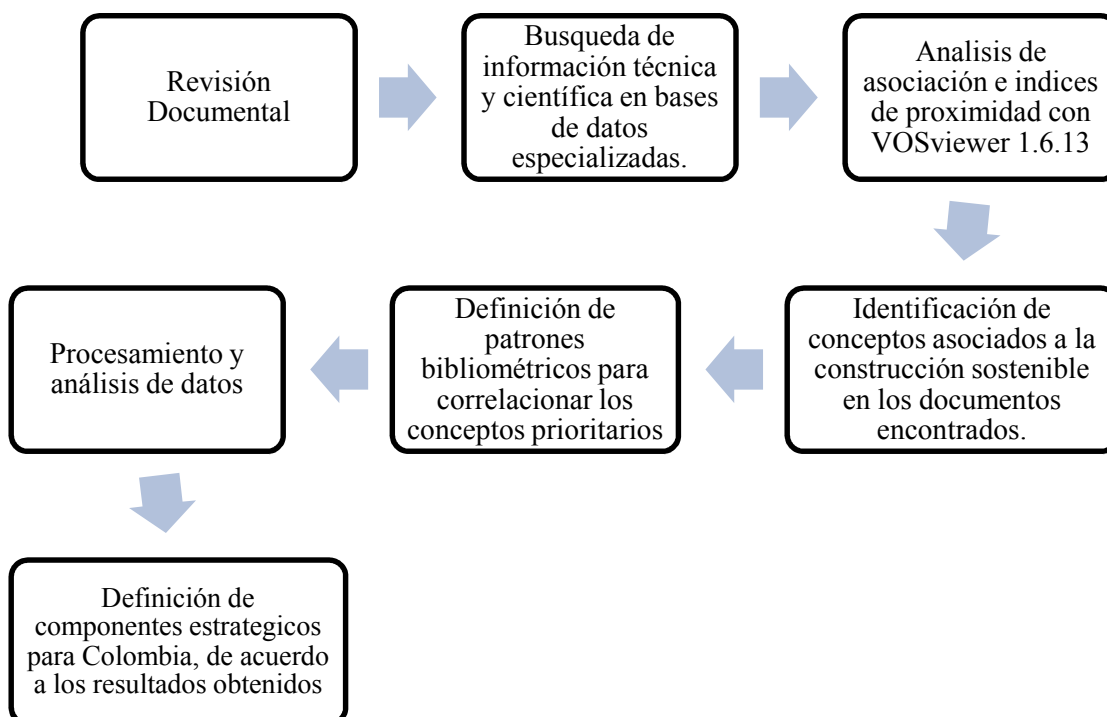 Revisión
Documental
Busqueda de
información técnica
y científica en bases
de datos
especializadas.
Analisis de
asociación e indices
de proximidad con
VOSviewer 1.6.13
Identificación de
conceptos asociados a la
construcción sostenible
en los documentos
encontrados.
Definición de
patrones
bibliométricos para
correlacionar los
conceptos prioritarios
Procesamiento y
análisis de datos
Definición de
componentes estrategicos
para Colombia, de acuerdo
a los resultados obtenidos